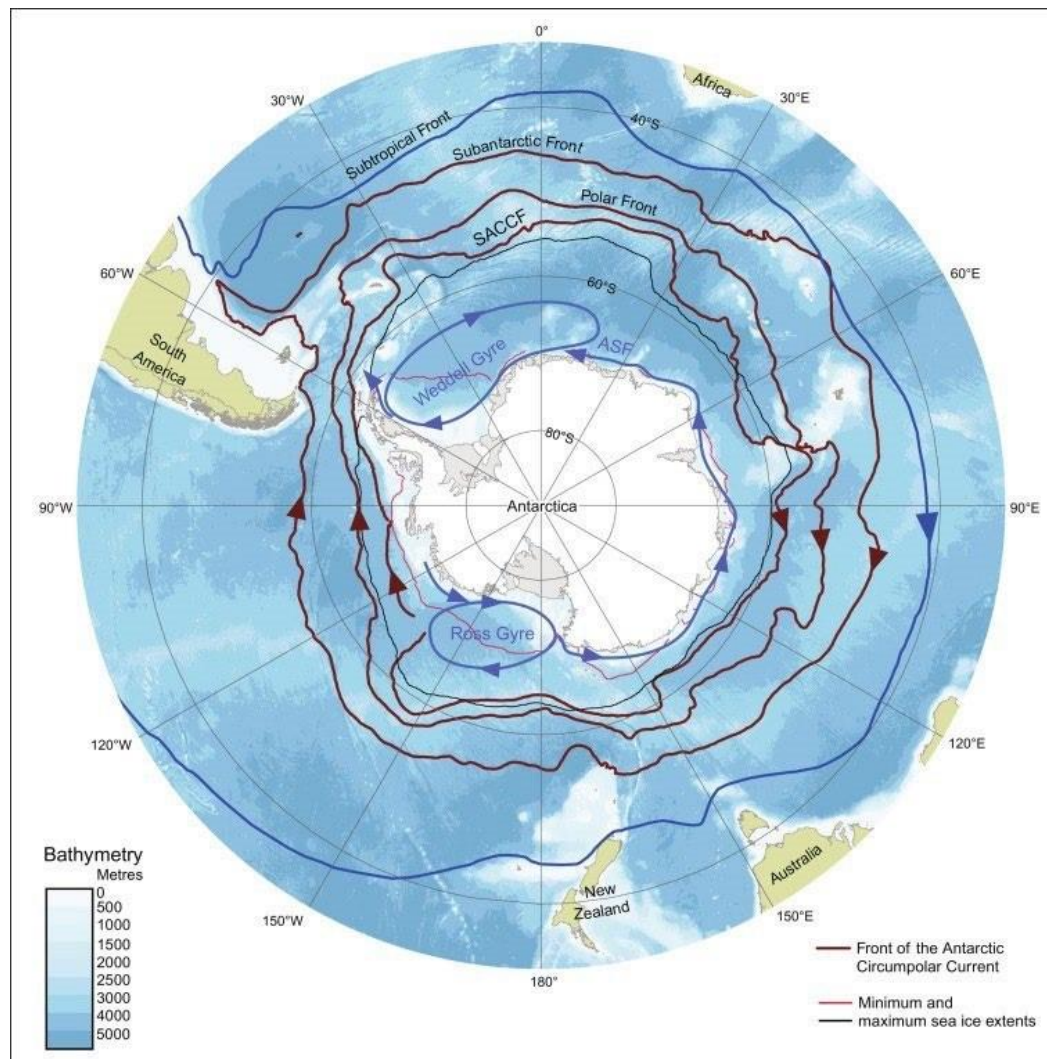 0°
Africa
30°W
30°E
40°S
Subtropical Front
Subantarctic Front
Polar Front
SACCF
60°W
60°E
60°S
South
America
Weddell Gyre
ASF
80°S
90°W
Antarctica
90°E
Ross Gyre
120°W
120°E
Bathymetry
Metres
0
500
1000
1500
2000
2500
3000
4000
5000
Australia
New
Zealand
150°W
150°E
180°
Front of the Antarctic
Circumpolar Current
Minimum and
maximum sea ice extents